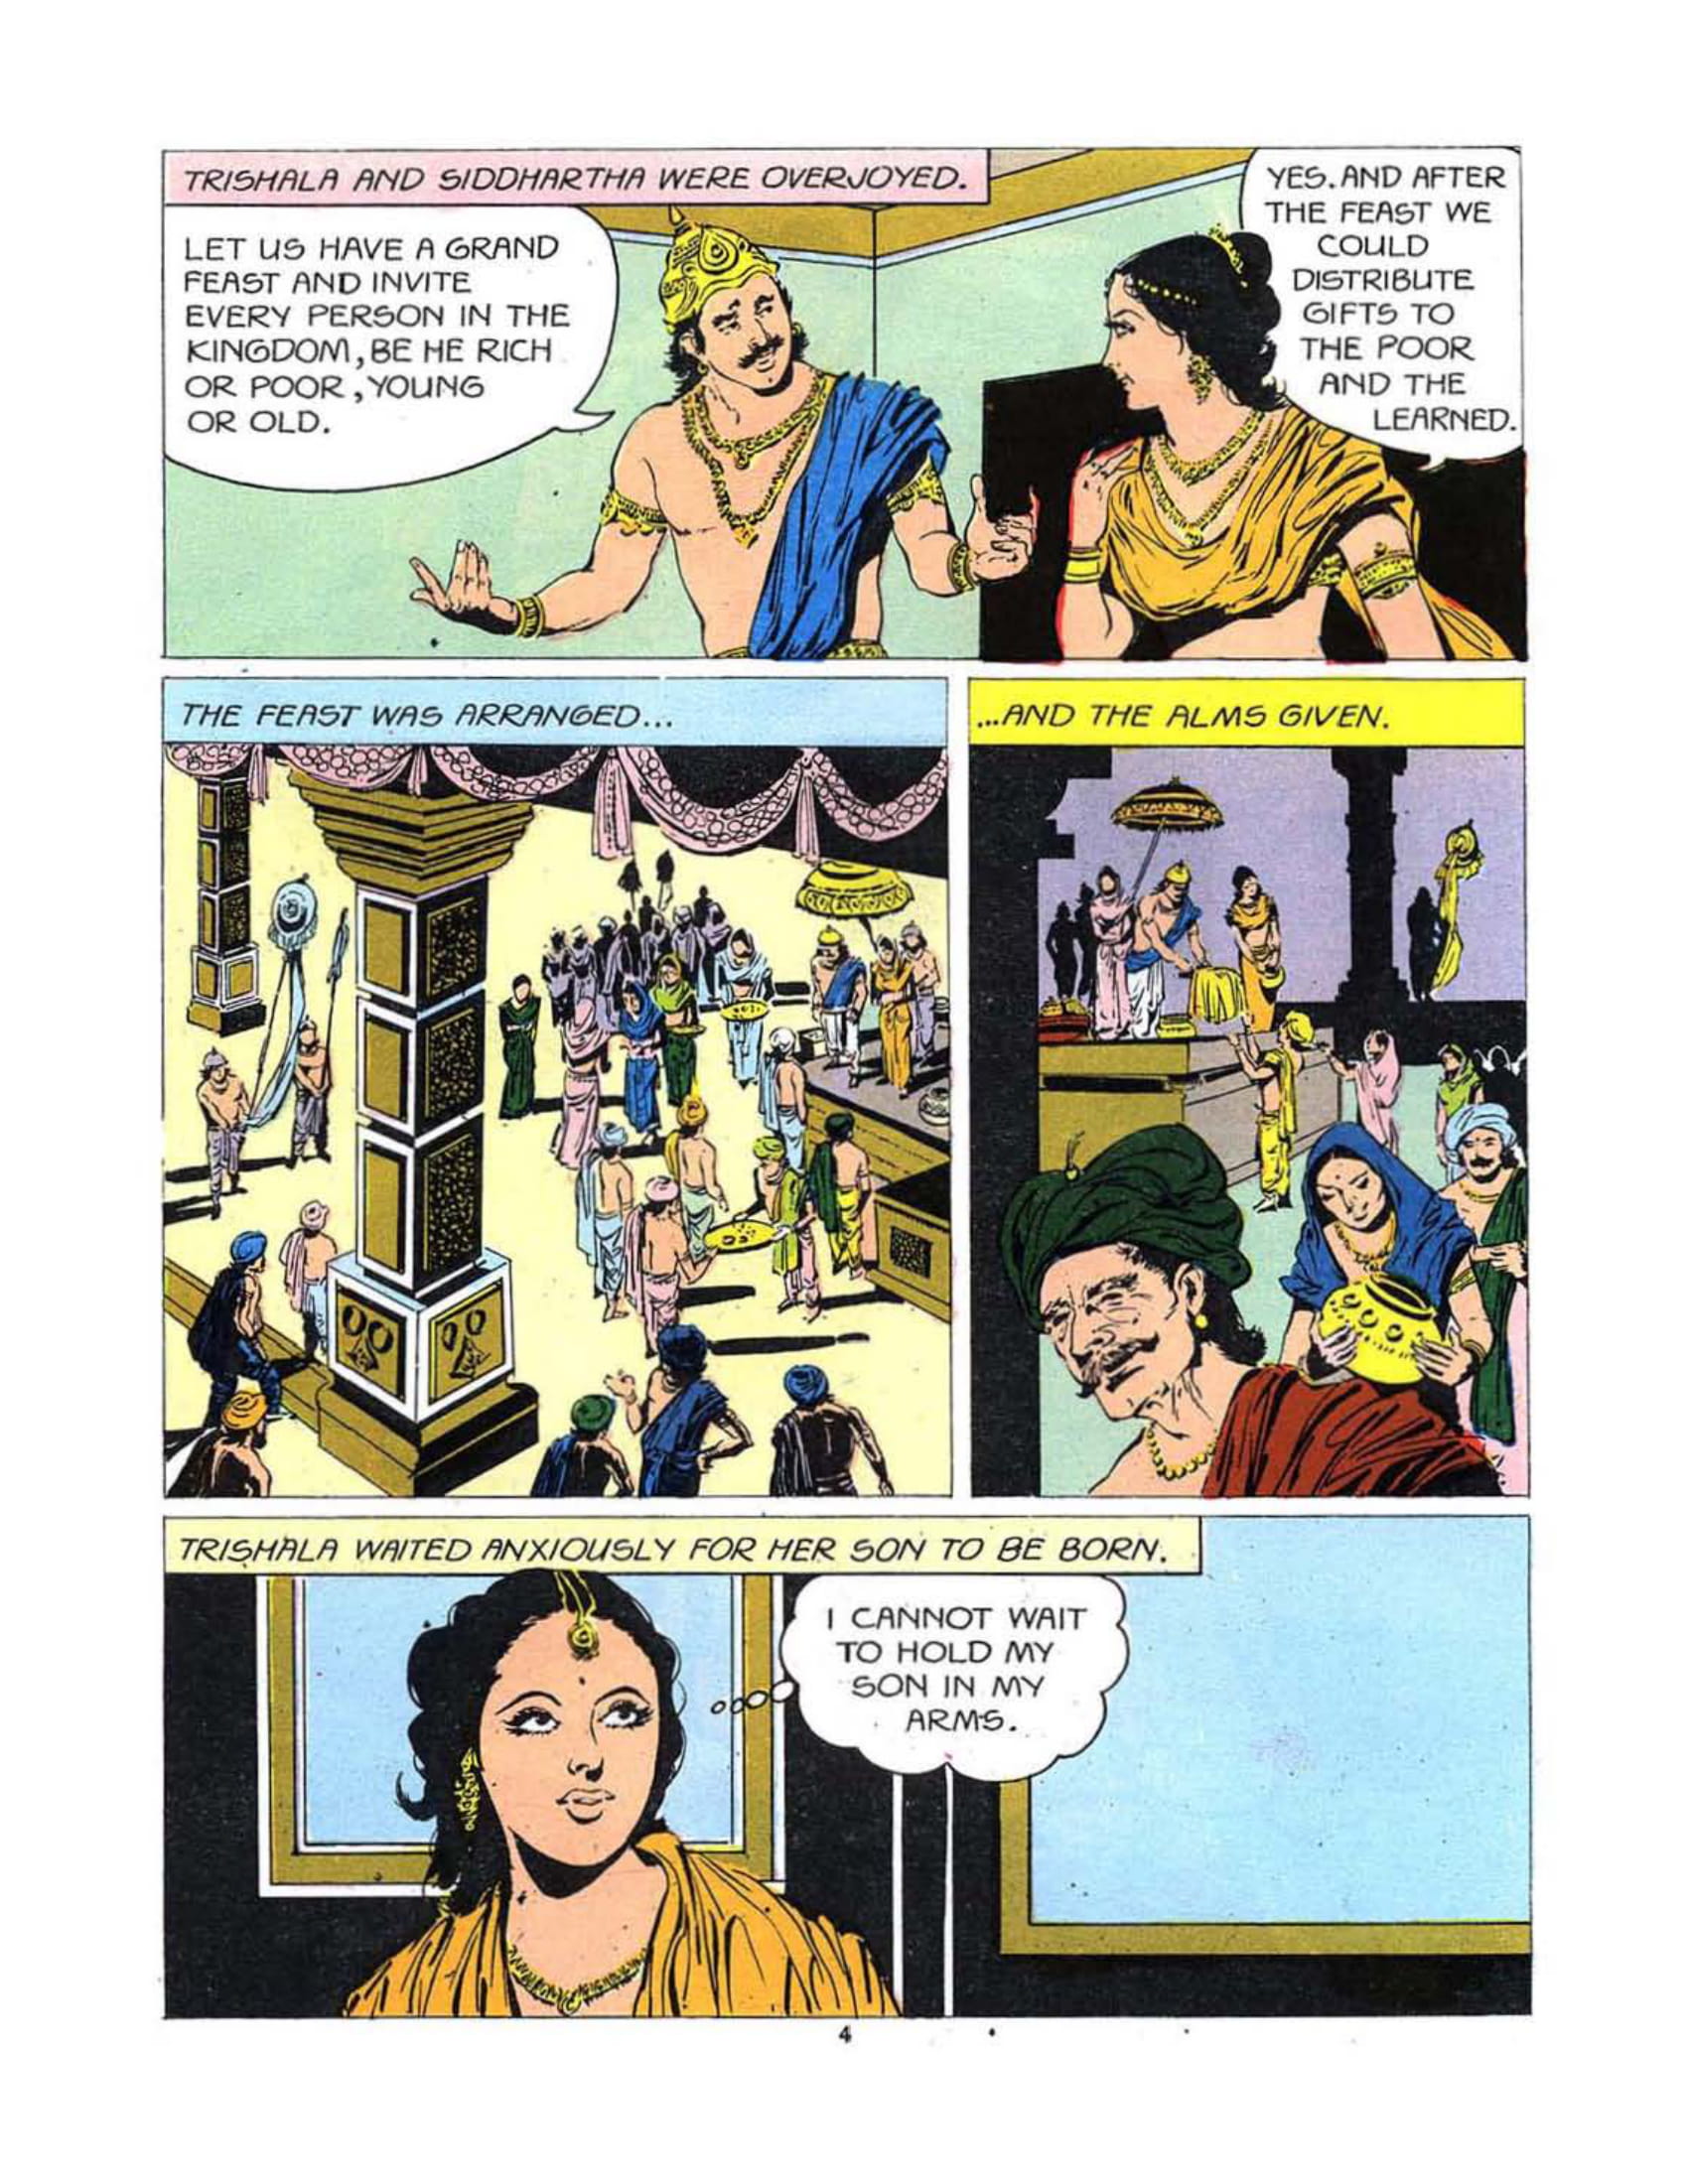 TRISHALA AND SIDDHARTHA WERE OVERJOYED.
LET US HAVE A GRAND
FEAST AND INVITE
EVERY PERSON IN THE
KINGDOM, BE HE RICH
OR POOR, YOUNG
OR OLD.
YES. AND AFTER
THE FEAST WE
COULD
DISTRIBUTE
GIFTS TO
THE POOR
AND THE
LEARNED.
THE FEAST WAS ARRANGED...
...AND THE ALMS GIVEN.
TRISHALA WAITED ANXIOUSLY FOR HER SON TO BE BORN.
I CANNOT WAIT
TO HOLD MY
SON IN MY
ARMS.
4